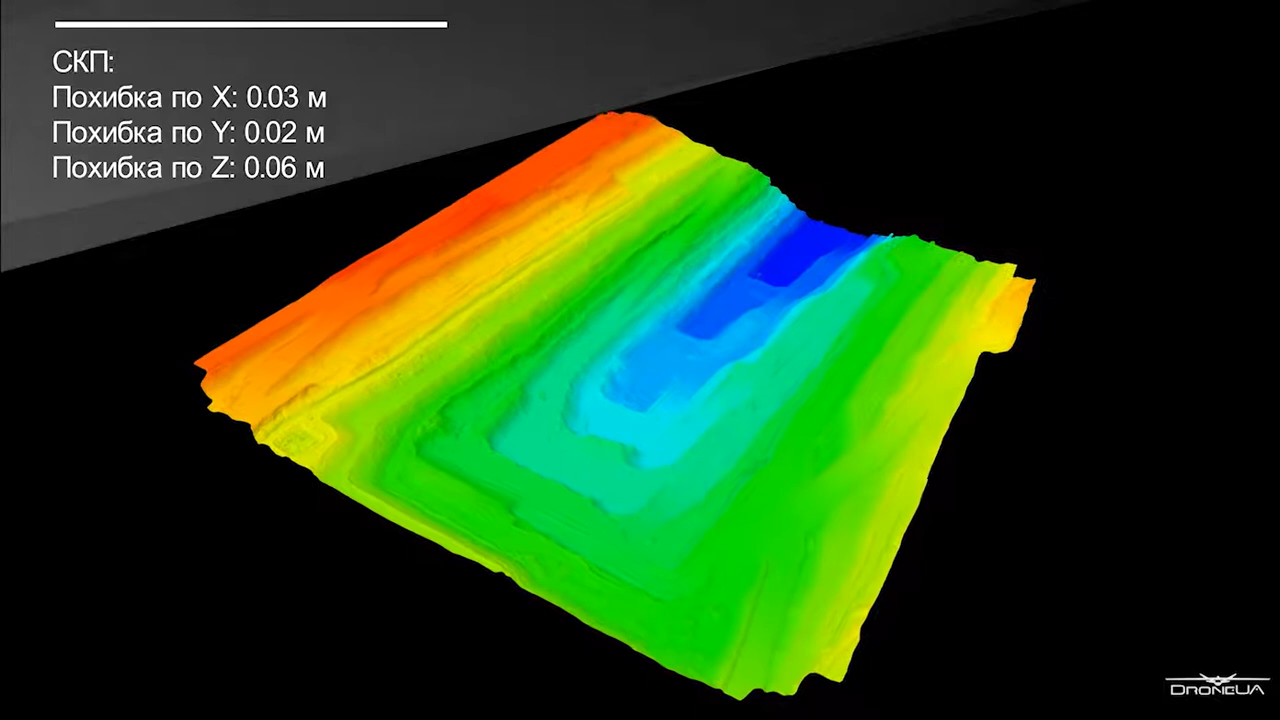 СКП:
Похибка по X: 0.03 м
Похибка по Y: 0.02 м
Похибка по Z: 0.06 м
DRONEUA